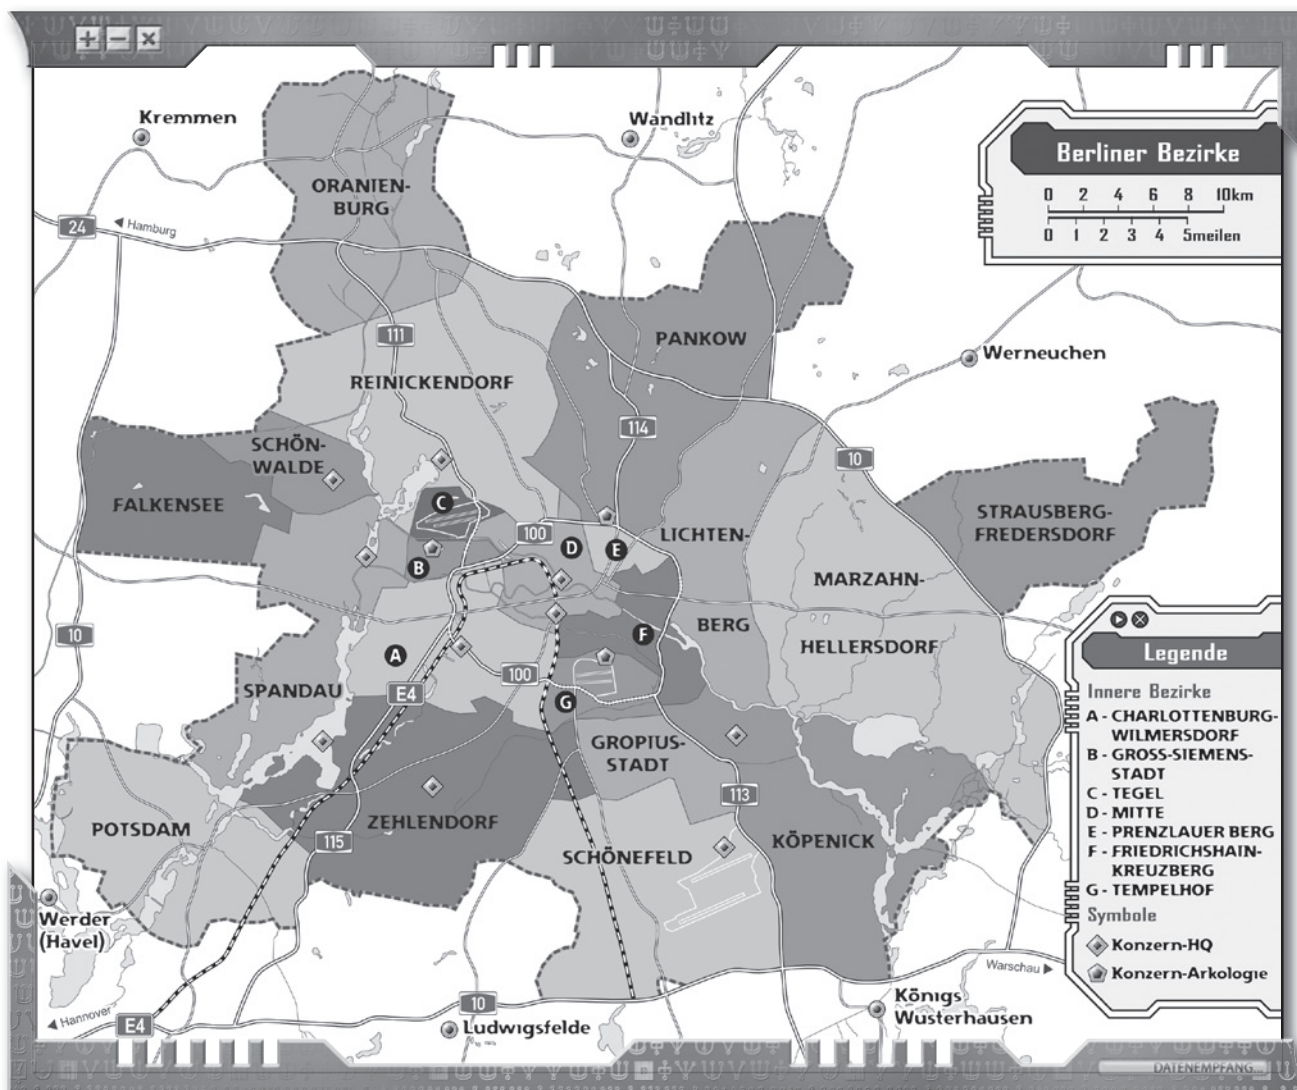 Kremmen
Wandlitz
Berliner Bezirke
0 2 4 6 8 10km
0 1 2 3 4 5meilen
ORANIEN-
BURG
24
Hamburg
111
PANKOW
Werneuchen
REINICKENDORF
114
10
SCHÖN-
WALDE
FALKENSEE
C
STRAUSBERG-
FREDERSDORF
100
D
E
LICHTEN-
B
MARZAHN-
10
F
BERG
HELLERSDORF
A
100
SPANDAU
E4
G
GROPIUS-
STADT
113
POTSDAM
ZEHLENDORF
115
SCHÖNEFELD
KÖPENICK
Werder
(Havel)
Warschau
Hannover
E4
10
Ludwigsfelde
Königs
Wusterhausen
Legende
Innere Bezirke
A - CHARLOTTENBURG-
WILMERSDORF
B - GROSS-SIEMENS-
STADT
C - TEGEL
D - MITTE
E - PRENZLAUER BERG
F - FRIEDRICHSHAIN-
KREUZBERG
G - TEMPELHOF
Symbole
Konzern-HQ
Konzern-Arkologie
DATENEMPFANG...